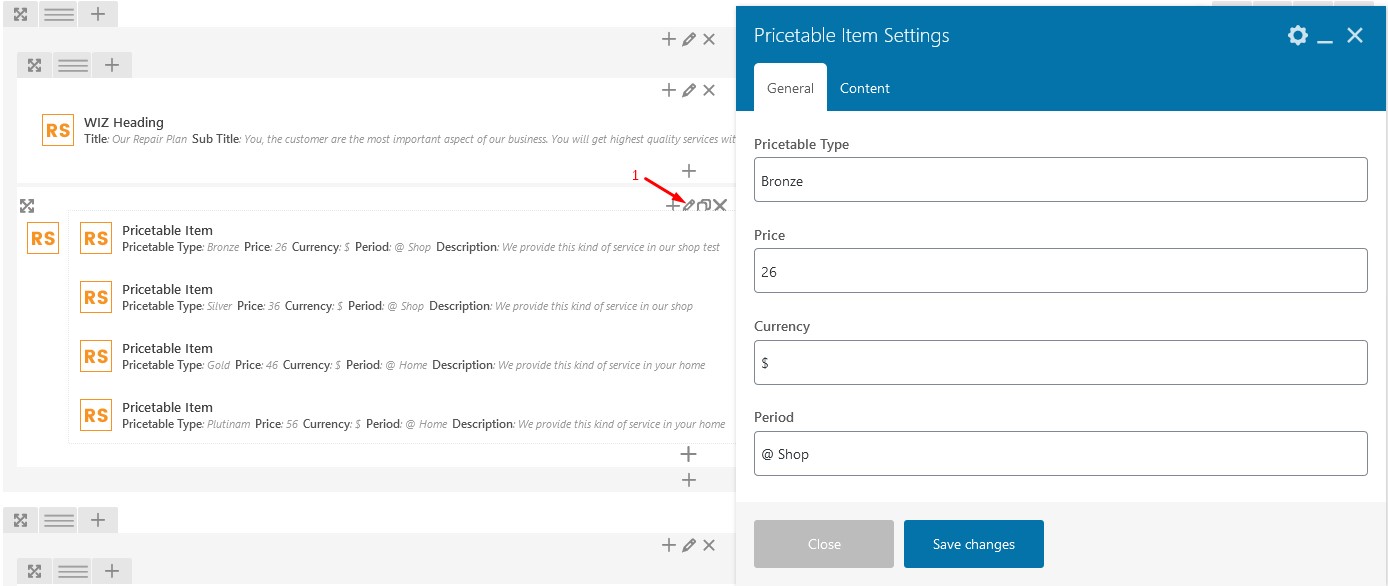 Pricetable Item Settings
General Content
WIZ Heading
RS
Title: Our Repair Plan Sub Title: You, the customer are the most important aspect of our business. You will get highest quality services wit
1
RS
RS
Pricetable Item
Pricetable Type: Bronze Price: 26 Currency: $ Period: @ Shop Description: We provide this kind of service in our shop test
RS
Pricetable Item
Pricetable Type: Silver Price: 36 Currency: $ Period: @ Shop Description: We provide this kind of service in our shop
RS
Pricetable Item
Pricetable Type: Gold Price: 46 Currency: $ Period: @ Home Description: We provide this kind of service in your home
RS
Pricetable Item
Pricetable Type: Plutinam Price: 56 Currency: $ Period: @ Home Description: We provide this kind of service in your home
Pricetable Type
Bronze
Price
26
Currency
$
Period
@ Shop
Close Save changes